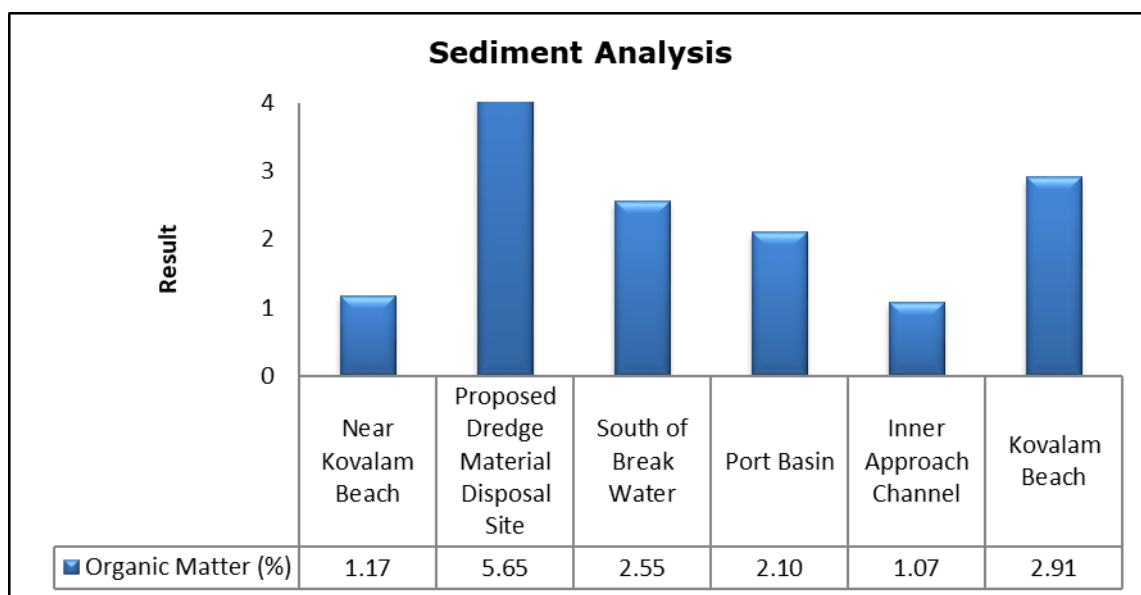 Sediment Analysis
Result
4
3
2
1
0
Near
Kovalam
Beach
Proposed
Dredge
Material
Disposal
Site
South of
Break
Water
Port Basin
Inner
Approach
Channel
Kovalam
Beach
Organic Matter (%) 1.17 5.65 2.55 2.10 1.07 2.91